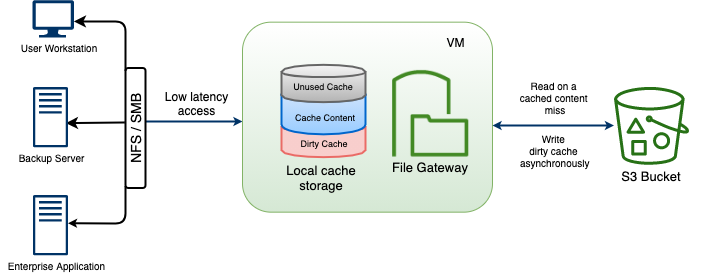 User Workstation
Backup Server
Enterprise Application
NFS / SMB
Low latency
access
VM
Unused Cache
Cache Content
Dirty Cache
Local cache
storage
File Gateway
Read on a
cached content
miss
Write
dirty cache
asynchronously
S3 Bucket